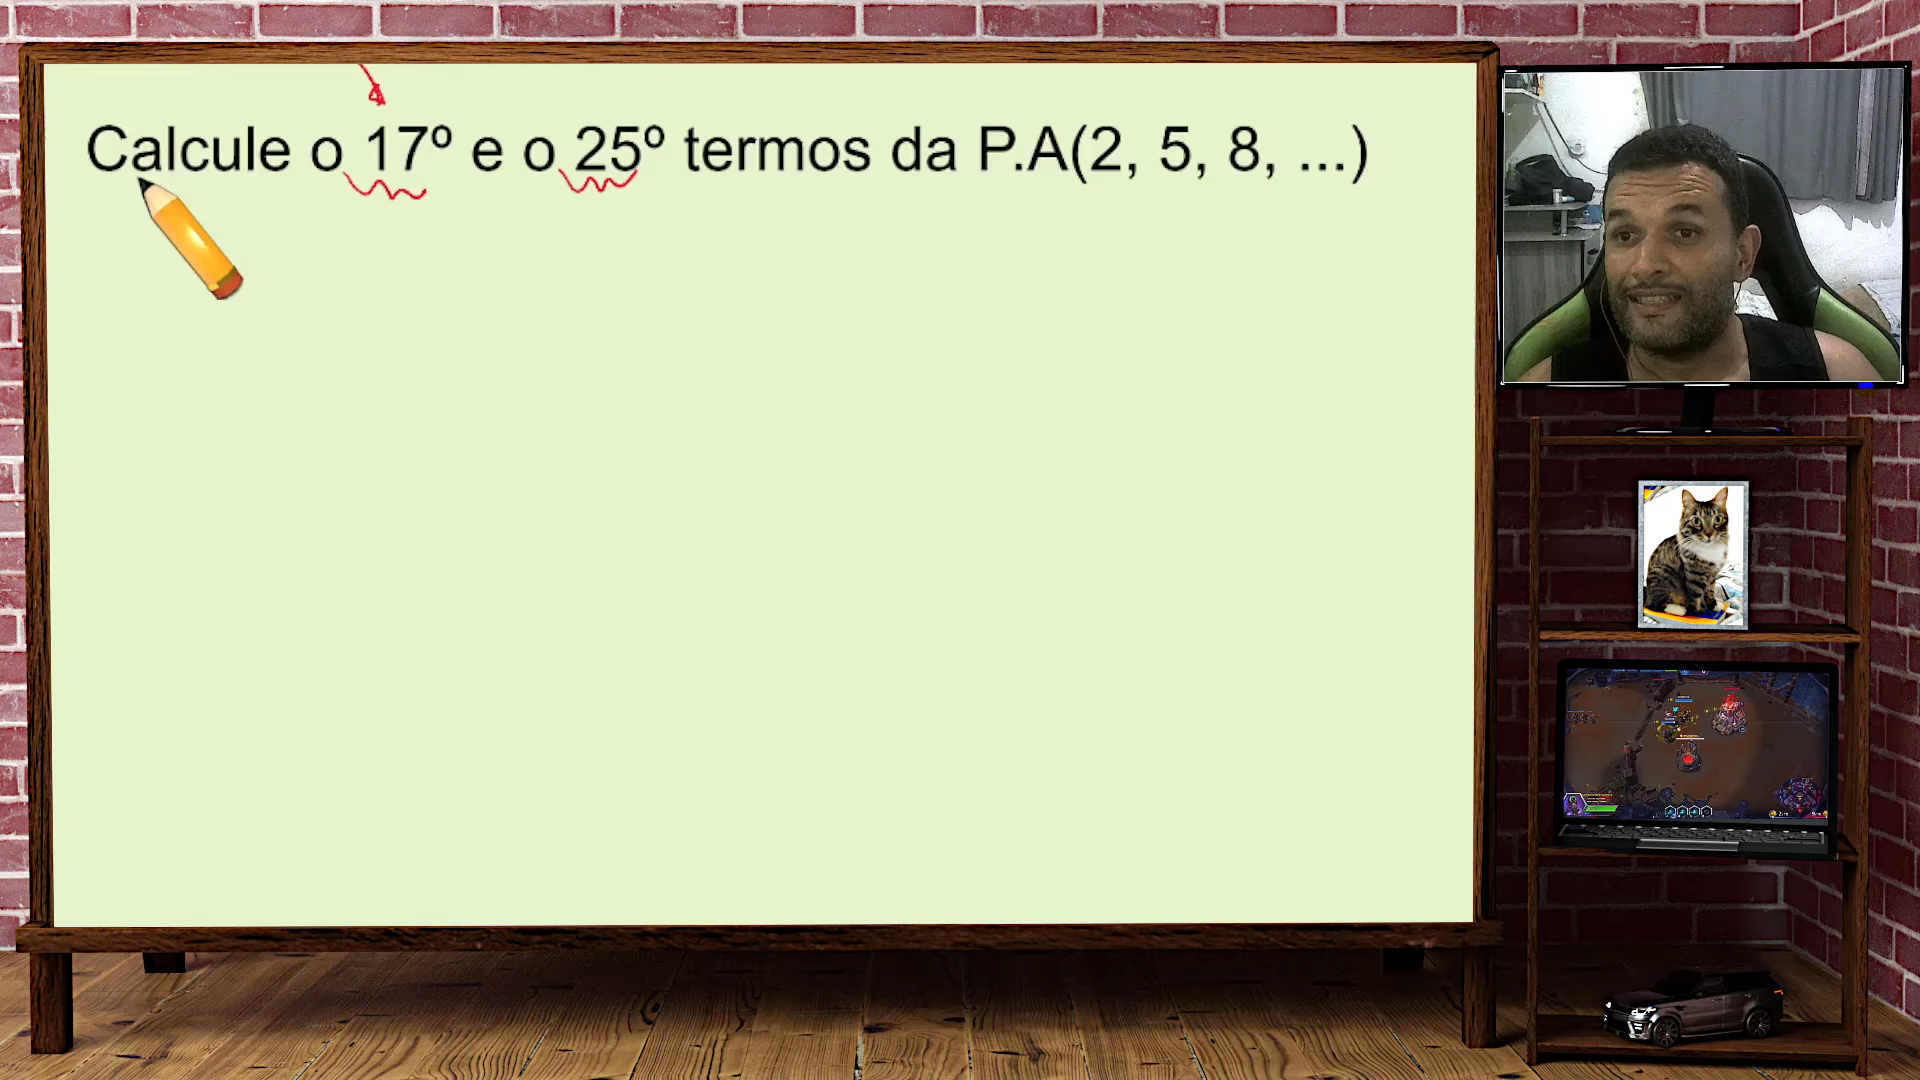 Calcule o 17º e o 25º termos da P.A(2, 5, 8, ...)